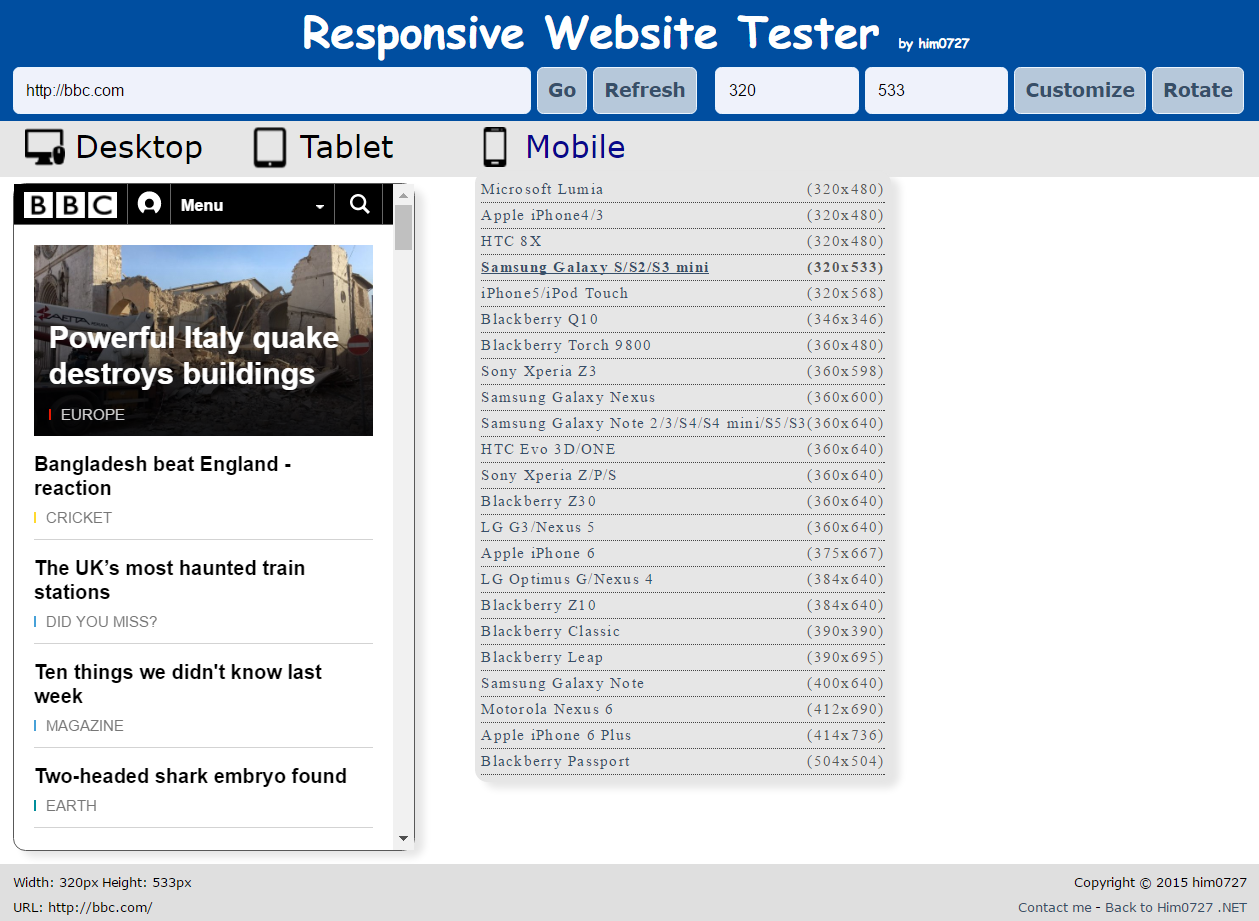 Responsive Website Tester by him0727
http://bbc.com Go Refresh 320 533 Customize Rotate
Desktop Tablet Mobile
BBC Menu
Powerful Italy quake
destroys buildings
EUROPE
Bangladesh beat England -
reaction
CRICKET
The UK’s most haunted train
stations
DID YOU MISS?
Ten things we didn't know last
week
MAGAZINE
Two-headed shark embryo found
EARTH
Microsoft Lumia (320x480)
Apple iPhone4/3 (320x480)
HTC 8X (320x480)
Samsung Galaxy S/S2/S3 mini (320x533)
iPhone5/iPod Touch (320x568)
Blackberry Q10 (346x346)
Blackberry Torch 9800 (360x480)
Sony Xperia Z3 (360x598)
Samsung Galaxy Nexus (360x600)
Samsung Galaxy Note 2/3/S4/S4 mini/S5/S3(360x640)
HTC Evo 3D/ONE (360x640)
Sony Xperia Z/P/S (360x640)
Blackberry Z30 (360x640)
LG G3/Nexus 5 (360x640)
Apple iPhone 6 (375x667)
LG Optimus G/Nexus 4 (384x640)
Blackberry Z10 (384x640)
Blackberry Classic (390x390)
Blackberry Leap (390x695)
Samsung Galaxy Note (400x640)
Motorola Nexus 6 (412x690)
Apple iPhone 6 Plus (414x736)
Blackberry Passport (504x504)
Width: 320px Height: 533px
URL: http://bbc.com/
Copyright © 2015 him0727
Contact me - Back to Him0727 .NET